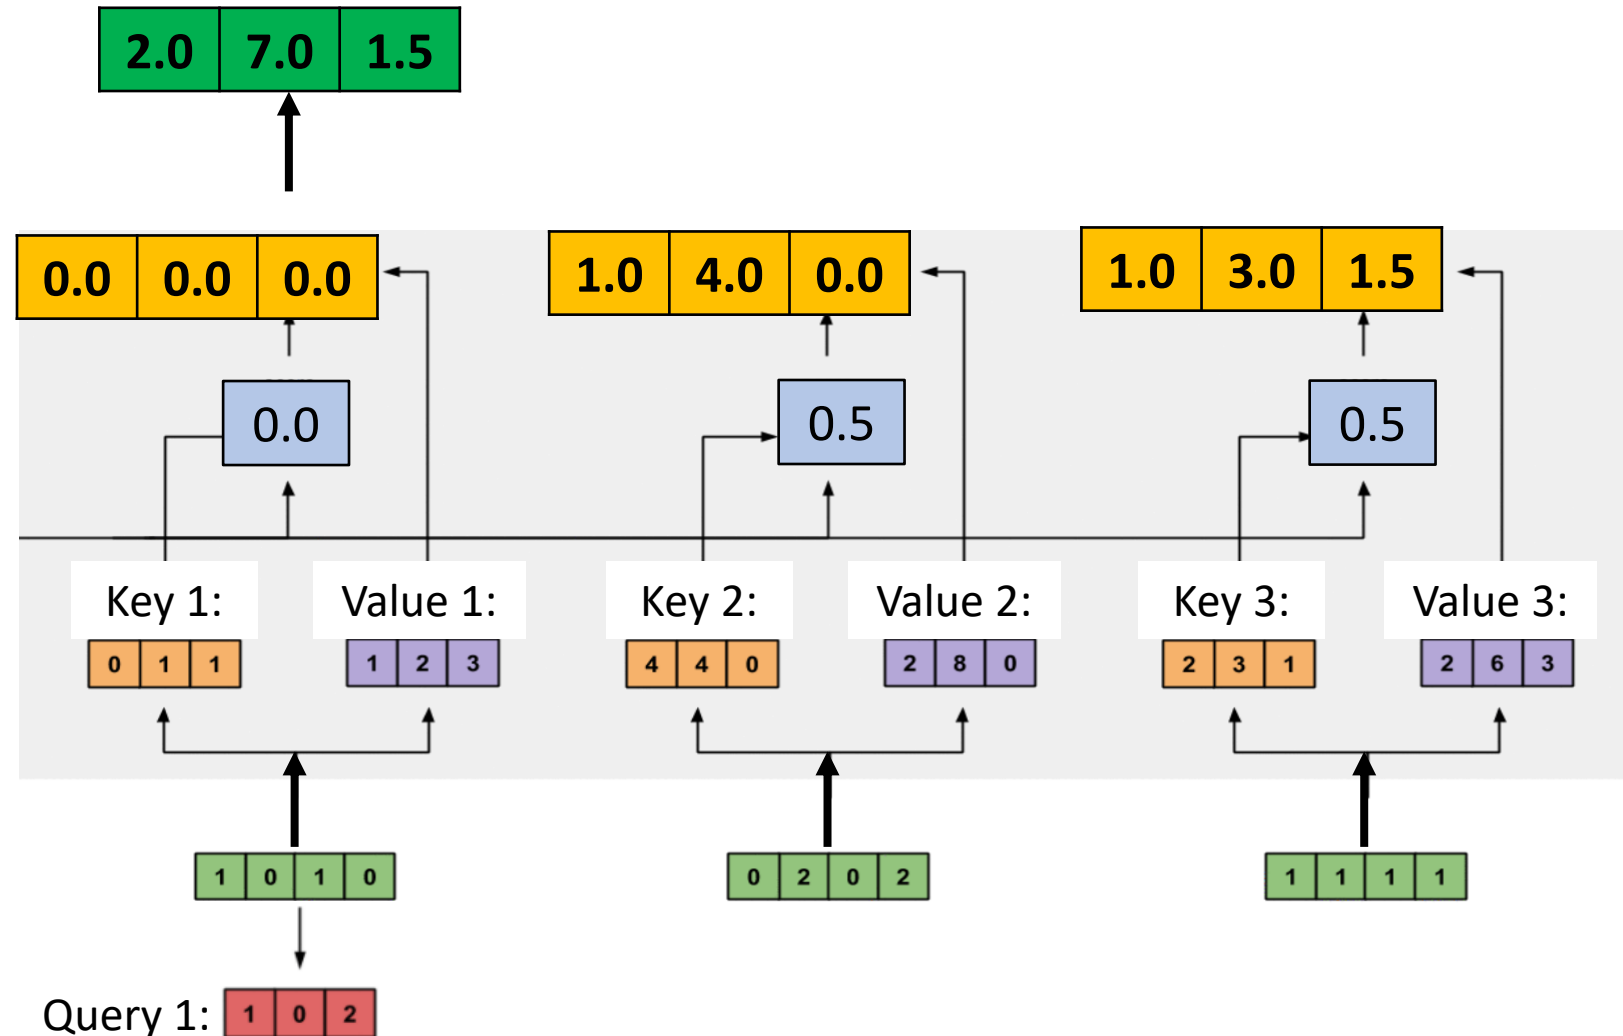 2.0 7.0 1.5
0.0 0.0 0.0 1.0 4.0 0.0 1.0 3.0 1.5
0.0 0.5 0.5
Key 1: Value 1: Key 2: Value 2: Key 3: Value 3:
0 1 1 1 2 3 4 4 0 2 8 0 2 3 1 2 6 3
1 0 1 0 0 2 0 2 1 1 1 1
Query 1: 1 0 2